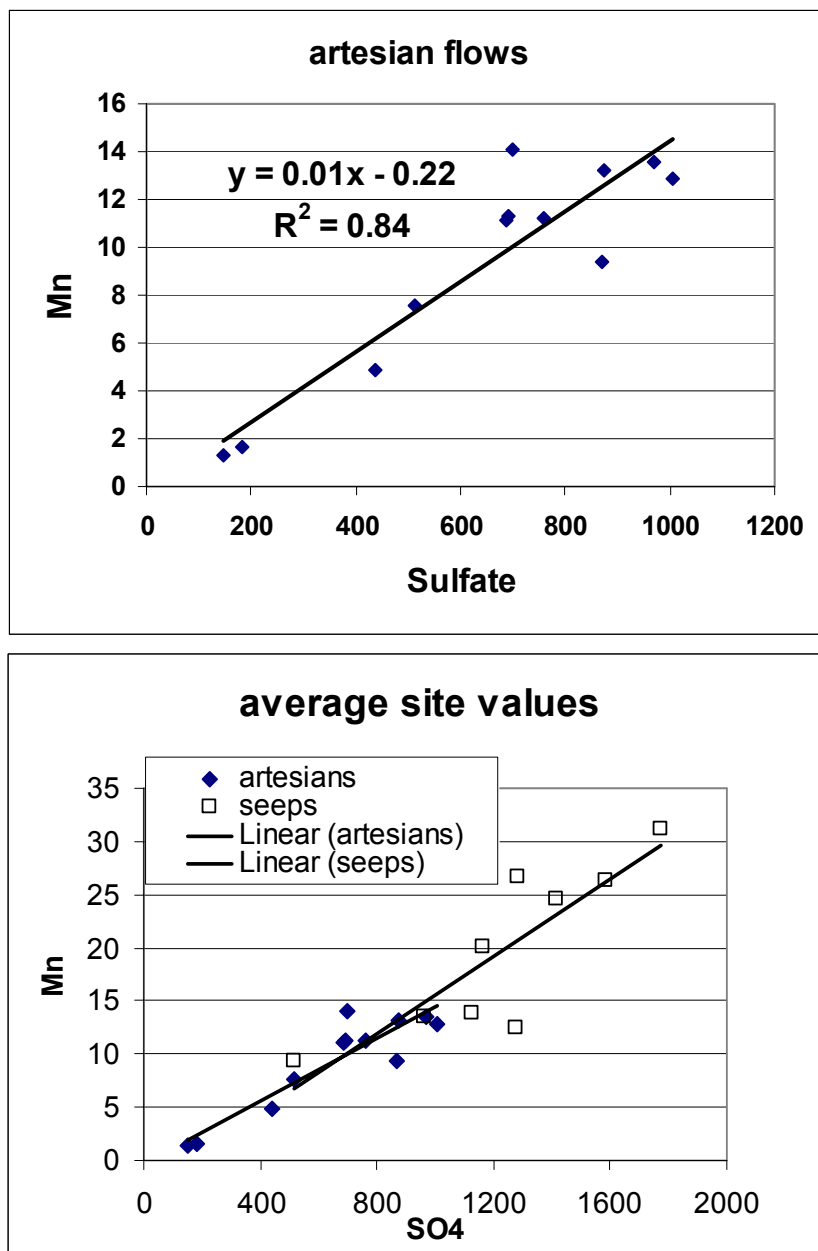 artesian flows
16
14
12
10
8
6
4
2
0
y = 0.01x - 0.22
R² = 0.84
Mn
0 200 400 600 800 1000 1200
Sulfate
average site values
artesians
seeps
Linear (artesians)
Linear (seeps)
35
30
25
20
15
10
5
0
Mn
0 400 800 1200 1600 2000
SO4